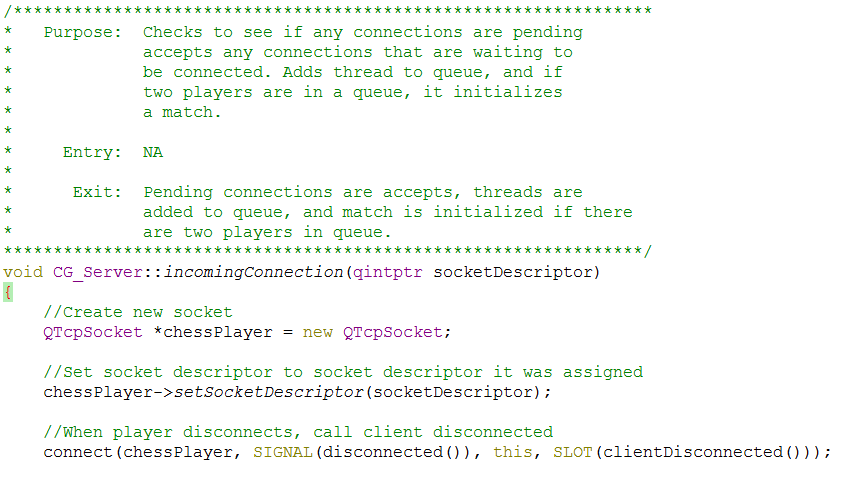 /****************************************************************
*   Purpose:  Checks to see if any connections are pending
*             accepts any connections that are waiting to
*             be connected. Adds thread to queue, and if
*             two players are in a queue, it initializes
*             a match.
*
*     Entry:  NA
*
*      Exit:  Pending connections are accepts, threads are
*             added to queue, and match is initialized if there
*             are two players in queue.
****************************************************************/
void CG_Server::incomingConnection(qintptr socketDescriptor)
{
    //Create new socket
    QTcpSocket *chessPlayer = new QTcpSocket;

    //Set socket descriptor to socket descriptor it was assigned
    chessPlayer->setSocketDescriptor(socketDescriptor);

    //When player disconnects, call client disconnected
    connect(chessPlayer, SIGNAL(disconnected()), this, SLOT(clientDisconnected()));